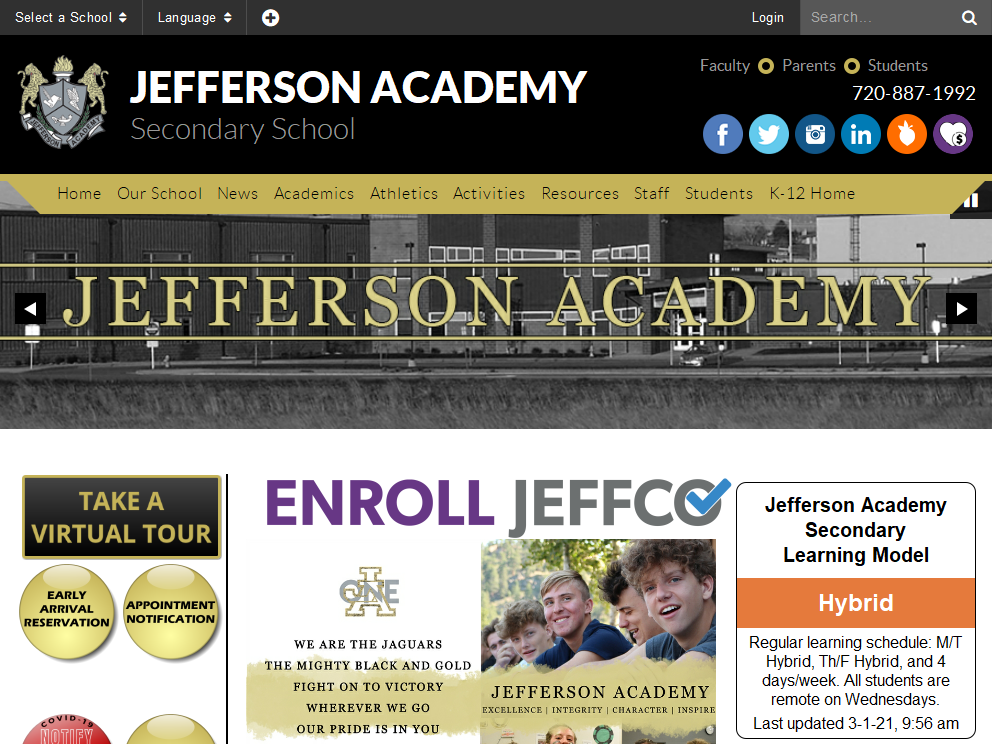 Select a School
Language
Login
Search...
JEFFERSON ACADEMY
Secondary School
Faculty Parents Students
720-887-1992
Home Our School News Academics Athletics Activities Resources Staff Students K-12 Home
JEFFERSON ACADEMY
TAKE A
VIRTUAL TOUR
EARLY
ARRIVAL
RESERVATION
APPOINTMENT
NOTIFICATION
COVID-19
NOTIFY
ENROLL JEFFCO
ONE
WE ARE THE JAGUARS
THE MIGHTY BLACK AND GOLD
FIGHT ON TO VICTORY
WHEREVER WE GO
OUR PRIDE IS IN YOU
JEFFERSON ACADEMY
EXCELLENCE | INTEGRITY | CHARACTER | INSPIRE
Jefferson Academy
Secondary
Learning Model
Hybrid
Regular learning schedule: M/T
Hybrid, Th/F Hybrid, and 4
days/week. All students are
remote on Wednesdays.
Last updated 3-1-21, 9:56 am